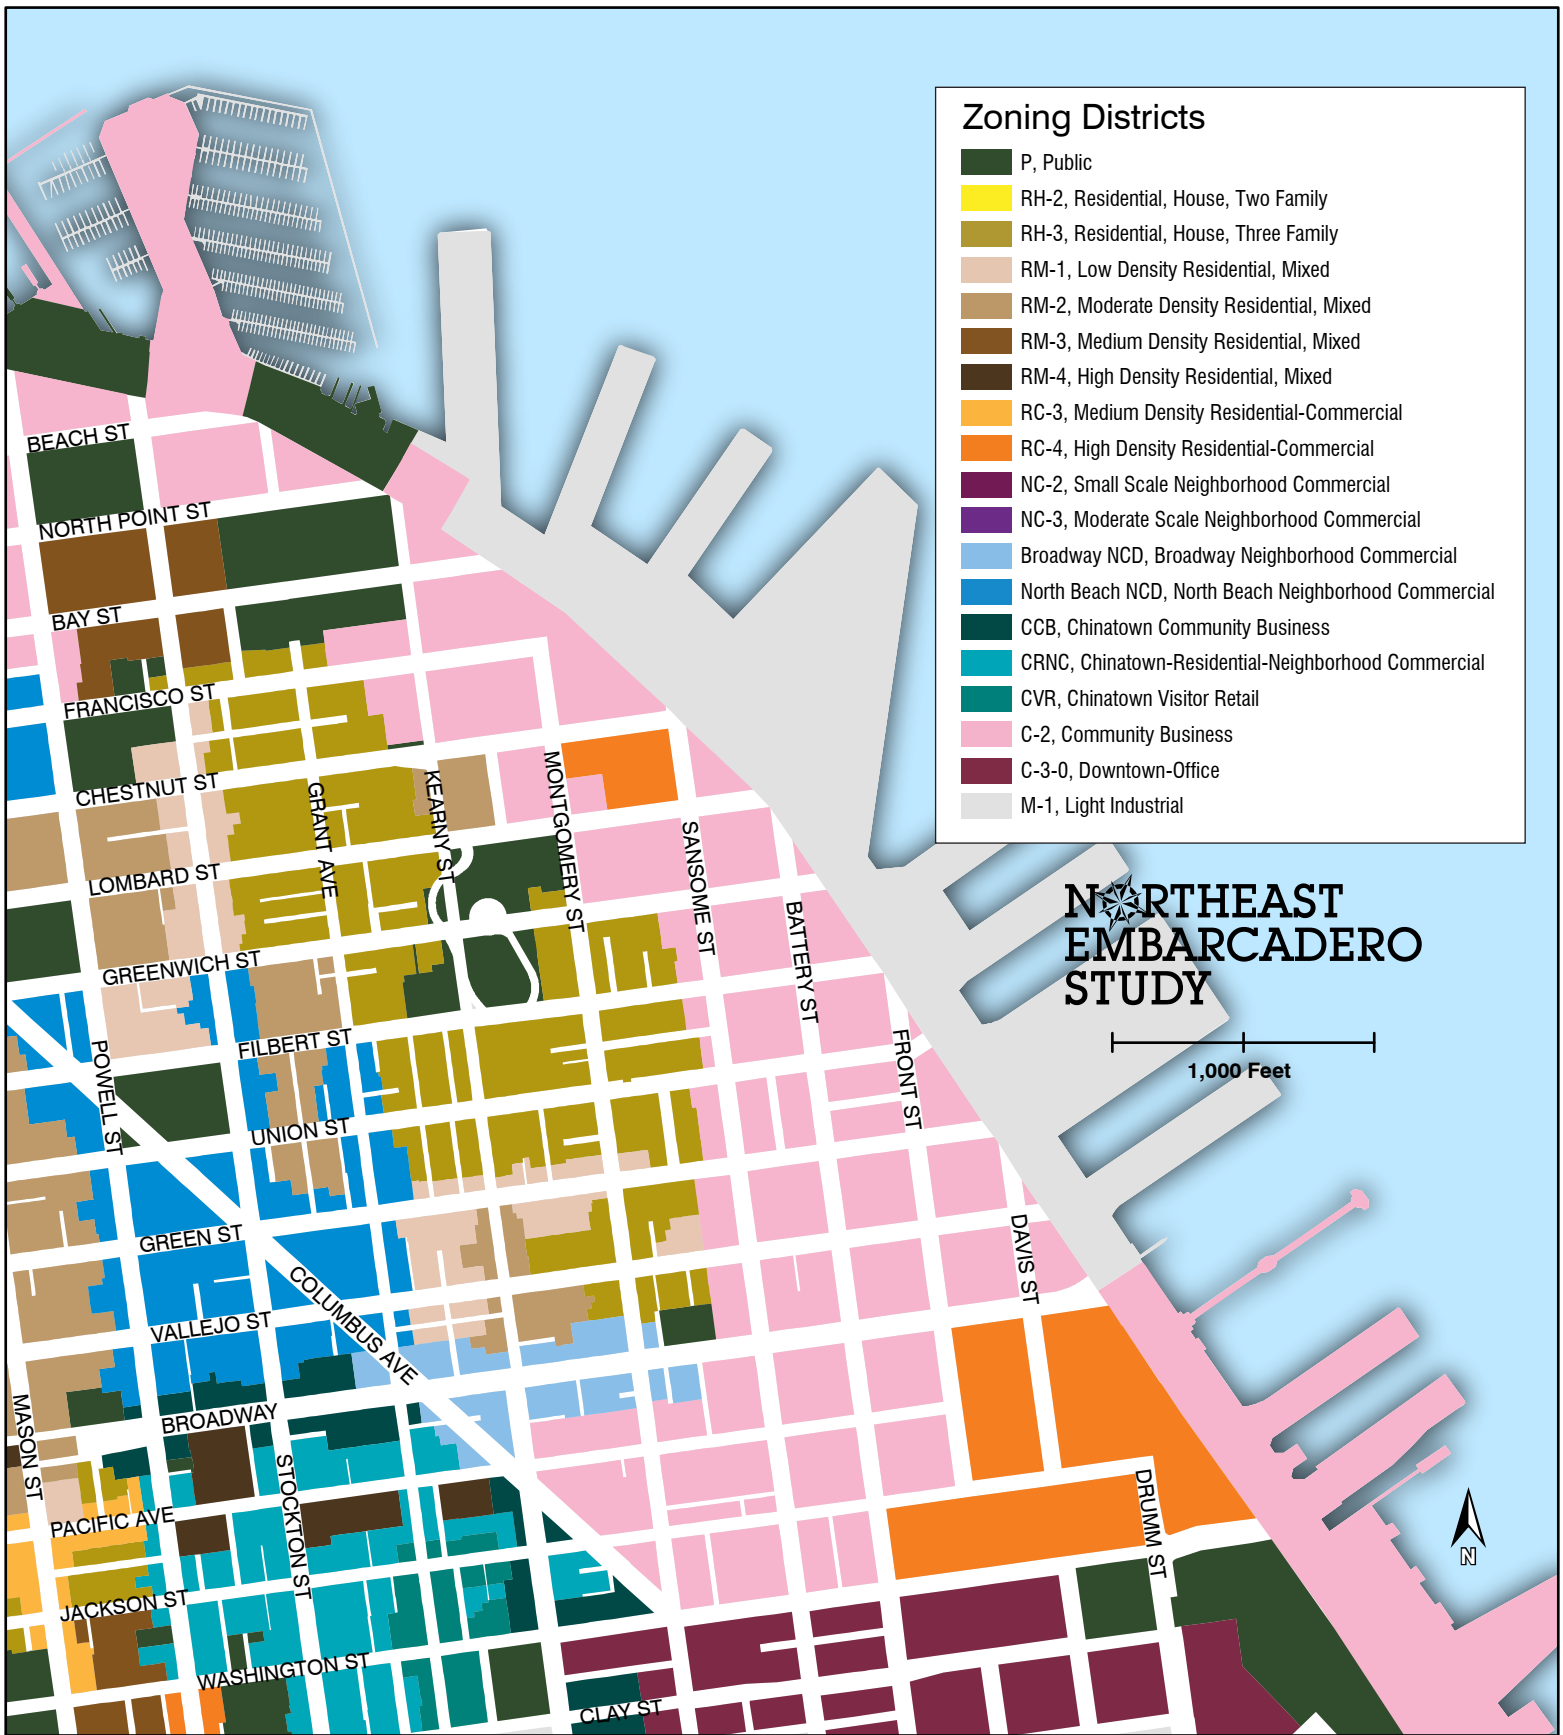 Zoning Districts
P, Public
RH-2, Residential, House, Two Family
RH-3, Residential, House, Three Family
RM-1, Low Density Residential, Mixed
RM-2, Moderate Density Residential, Mixed
RM-3, Medium Density Residential, Mixed
RM-4, High Density Residential, Mixed
RC-3, Medium Density Residential-Commercial
RC-4, High Density Residential-Commercial
NC-2, Small Scale Neighborhood Commercial
NC-3, Moderate Scale Neighborhood Commercial
Broadway NCD, Broadway Neighborhood Commercial
North Beach NCD, North Beach Neighborhood Commercial
CCB, Chinatown Community Business
CRNC, Chinatown-Residential-Neighborhood Commercial
CVR, Chinatown Visitor Retail
C-2, Community Business
C-3-0, Downtown-Office
M-1, Light Industrial
NORTHEAST
EMBARCADERO
STUDY
1,000 Feet
N
BEACH ST
NORTH POINT ST
BAY ST
FRANCISCO ST
CHESTNUT ST
LOMBARD ST
GREENWICH ST
FILBERT ST
UNION ST
GREEN ST
VALLEJO ST
BROADWAY
PACIFIC AVE
JACKSON ST
WASHINGTON ST
CLAY ST
COLUMBUS AVE
MASON ST
POWELL ST
STOCKTON ST
GRANT AVE
KEARNY ST
MONTGOMERY ST
SANSOME ST
BATTERY ST
FRONT ST
DAVIS ST
DRUMM ST